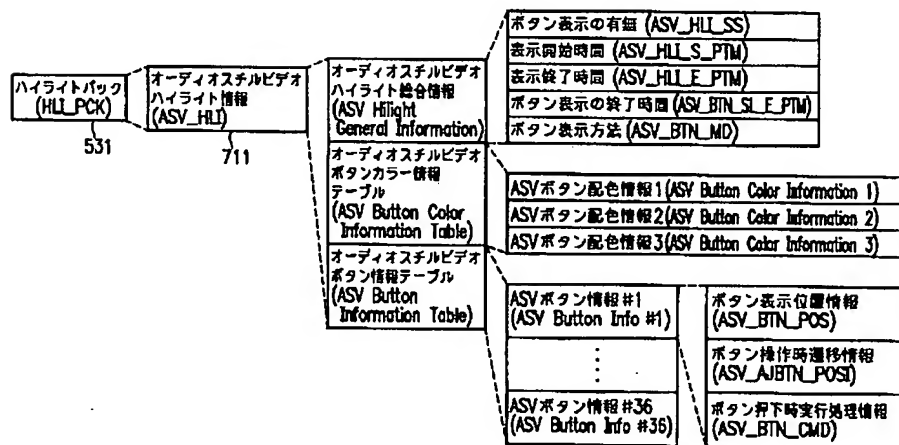 ハイライトパック
(HLI_PCK)
531
オーディオスチルビデオ
ハイライト情報
(ASV_HLI)
711
オーディオスチルビデオ
ハイライト総合情報
(ASV Hilight
General Information)
オーディオスチルビデオ
ボタンカラー情報
テーブル
(ASV Button Color
Information Table)
オーディオスチルビデオ
ボタン情報テーブル
(ASV Button
Information Table)
ボタン表示の有無 (ASV_HLI_SS)
表示開始時間 (ASV_HLI_S_PTM)
表示終了時間 (ASV_HLI_E_PTM)
ボタン表示の終了時間 (ASV_BTN_SL_E_PTM)
ボタン表示方法 (ASV_BTN_MD)
ASVボタン配色情報1(ASV Button Color Information 1)
ASVボタン配色情報2(ASV Button Color Information 2)
ASVボタン配色情報3(ASV Button Color Information 3)
ASVボタン情報#1
(ASV Button Info #1)
⋮
ASVボタン情報#36
(ASV Button Info #36)
ボタン表示位置情報
(ASV_BTN_POS)
ボタン操作時遷移情報
(ASV_AJBTN_POSI)
ボタン押下時実行処理情報
(ASV_BTN_CMD)